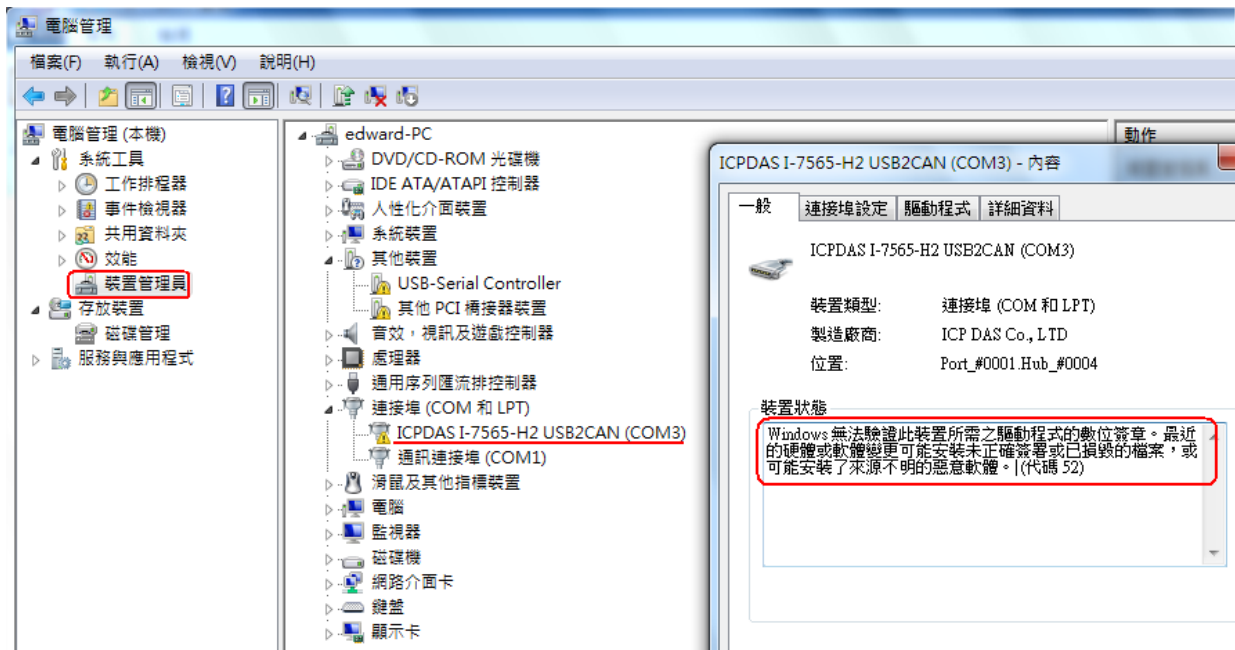 電腦管理
檔案(F) 執行(A) 檢視(V) 說明(H)
電腦管理 (本機)
系統工具
工作排程器
事件檢視器
共用資料夾
效能
裝置管理員
存放裝置
磁碟管理
服務與應用程式
edward-PC
DVD/CD-ROM 光碟機
IDE ATA/ATAPI 控制器
人性化介面裝置
系統裝置
其他裝置
USB-Serial Controller
其他 PCI 橋接器裝置
音效，視訊及遊戲控制器
處理器
通用序列匯流排控制器
連接埠 (COM 和 LPT)
ICPDAS I-7565-H2 USB2CAN (COM3)
通訊連接埠 (COM1)
滑鼠及其他指標裝置
電腦
監視器
磁碟機
網路介面卡
鍵盤
顯示卡
動作
ICPDAS I-7565-H2 USB2CAN (COM3) - 內容
一般 連接埠設定 驅動程式 詳細資料
ICPDAS I-7565-H2 USB2CAN (COM3)
裝置類型: 連接埠 (COM 和 LPT)
製造廠商: ICP DAS Co., LTD
位置: Port_#0001.Hub_#0004
裝置狀態
Windows 無法驗證此裝置所需之驅動程式的數位簽章。最近
的硬體或軟體變更可能安裝未正確簽署或已損毀的檔案，或
可能安裝了來源不明的惡意軟體。 (代碼 52)